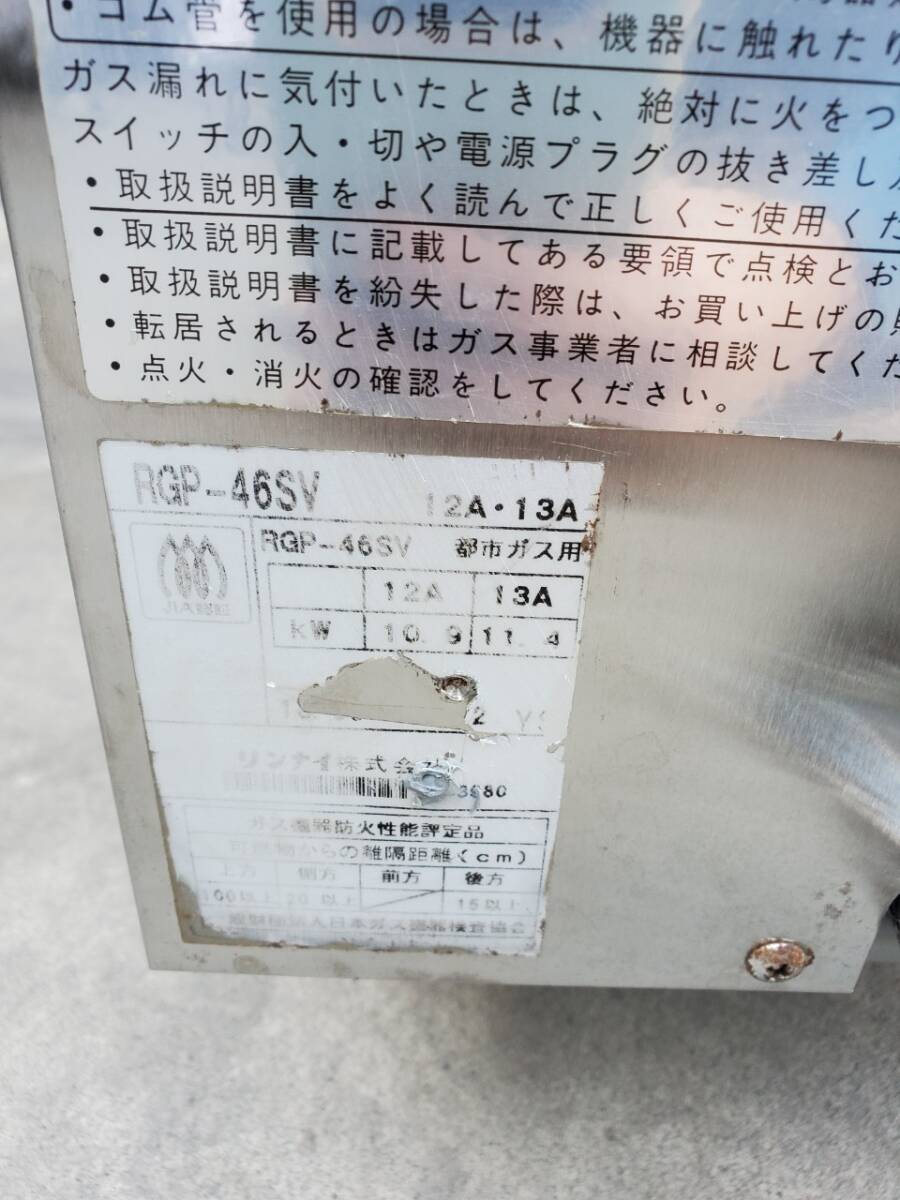 ・ゴム管を使用の場合は、機器に触れたり
ガス漏れに気付いたときは、絶対に火をつ
スイッチの入・切や電源プラグの抜き差し
・取扱説明書をよく読んで正しくご使用くだ
・取扱説明書に記載してある要領で点検とお
・取扱説明書を紛失した際は、お買い上げの販
・転居されるときはガス事業者に相談してくだ
・点火・消火の確認をしてください。
RGP-46SV 12A・13A
RGP-46SV 都市ガス用
12A 13A
kW 10.9 11.4
JIA認証
リンナイ株式会社
ガス機器防火性能評定品
可燃物からの離隔距離(cm)
上方 側方 前方 後方
100以上 20以上 15以上